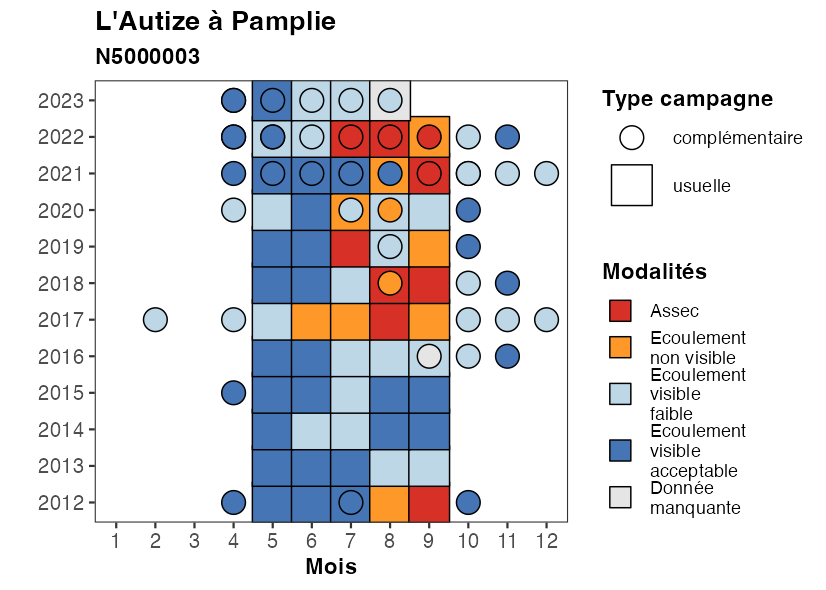 L'Autize à Pamplie
N5000003
2023
2022
2021
2020
2019
2018
2017
2016
2015
2014
2013
2012
1 2 3 4 5 6 7 8 9 10 11 12
Mois
Type campagne
complémentaire
usuelle
Modalités
Assec
Ecoulement
non visible
Ecoulement
visible
faible
Ecoulement
visible
acceptable
Donnée
manquante